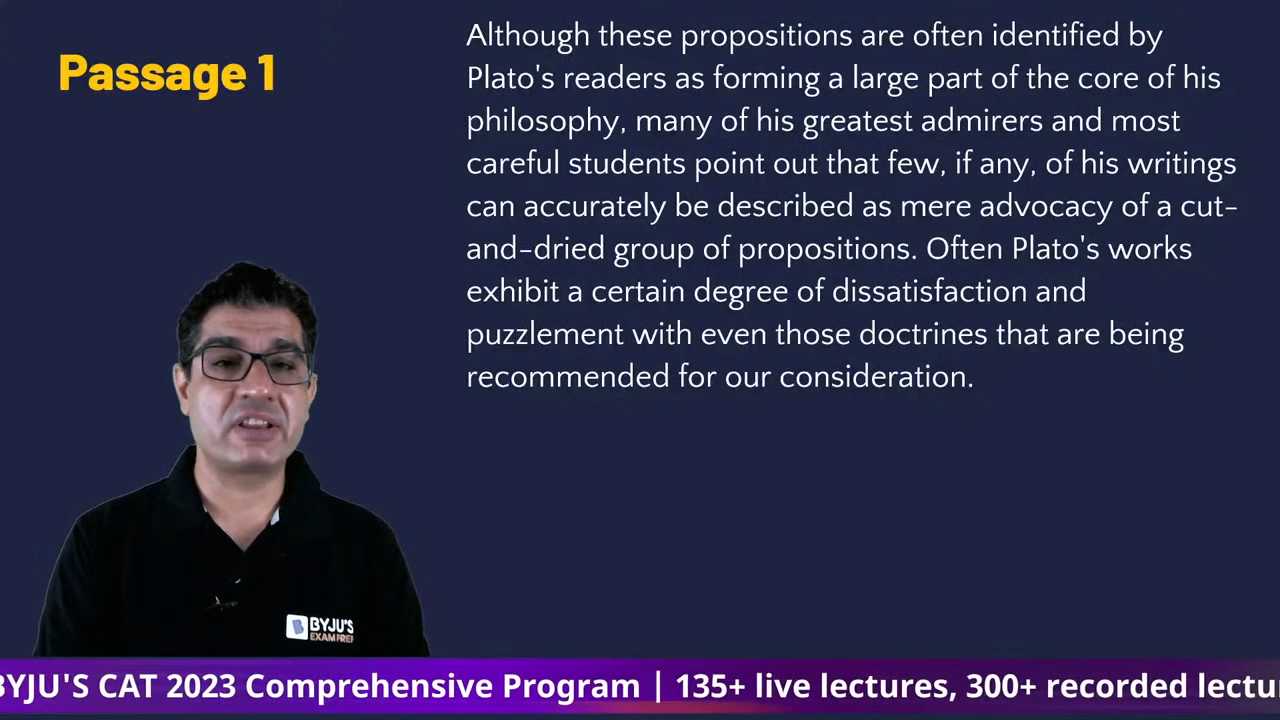 Passage 1
Although these propositions are often identified by
Plato's readers as forming a large part of the core of his
philosophy, many of his greatest admirers and most
careful students point out that few, if any, of his writings
can accurately be described as mere advocacy of a cut-
and-dried group of propositions. Often Plato's works
exhibit a certain degree of dissatisfaction and
puzzlement with even those doctrines that are being
recommended for our consideration.
BYJU'S
EXAM PREP
BYJU'S CAT 2023 Comprehensive Program | 135+ live lectures, 300+ recorded lectu